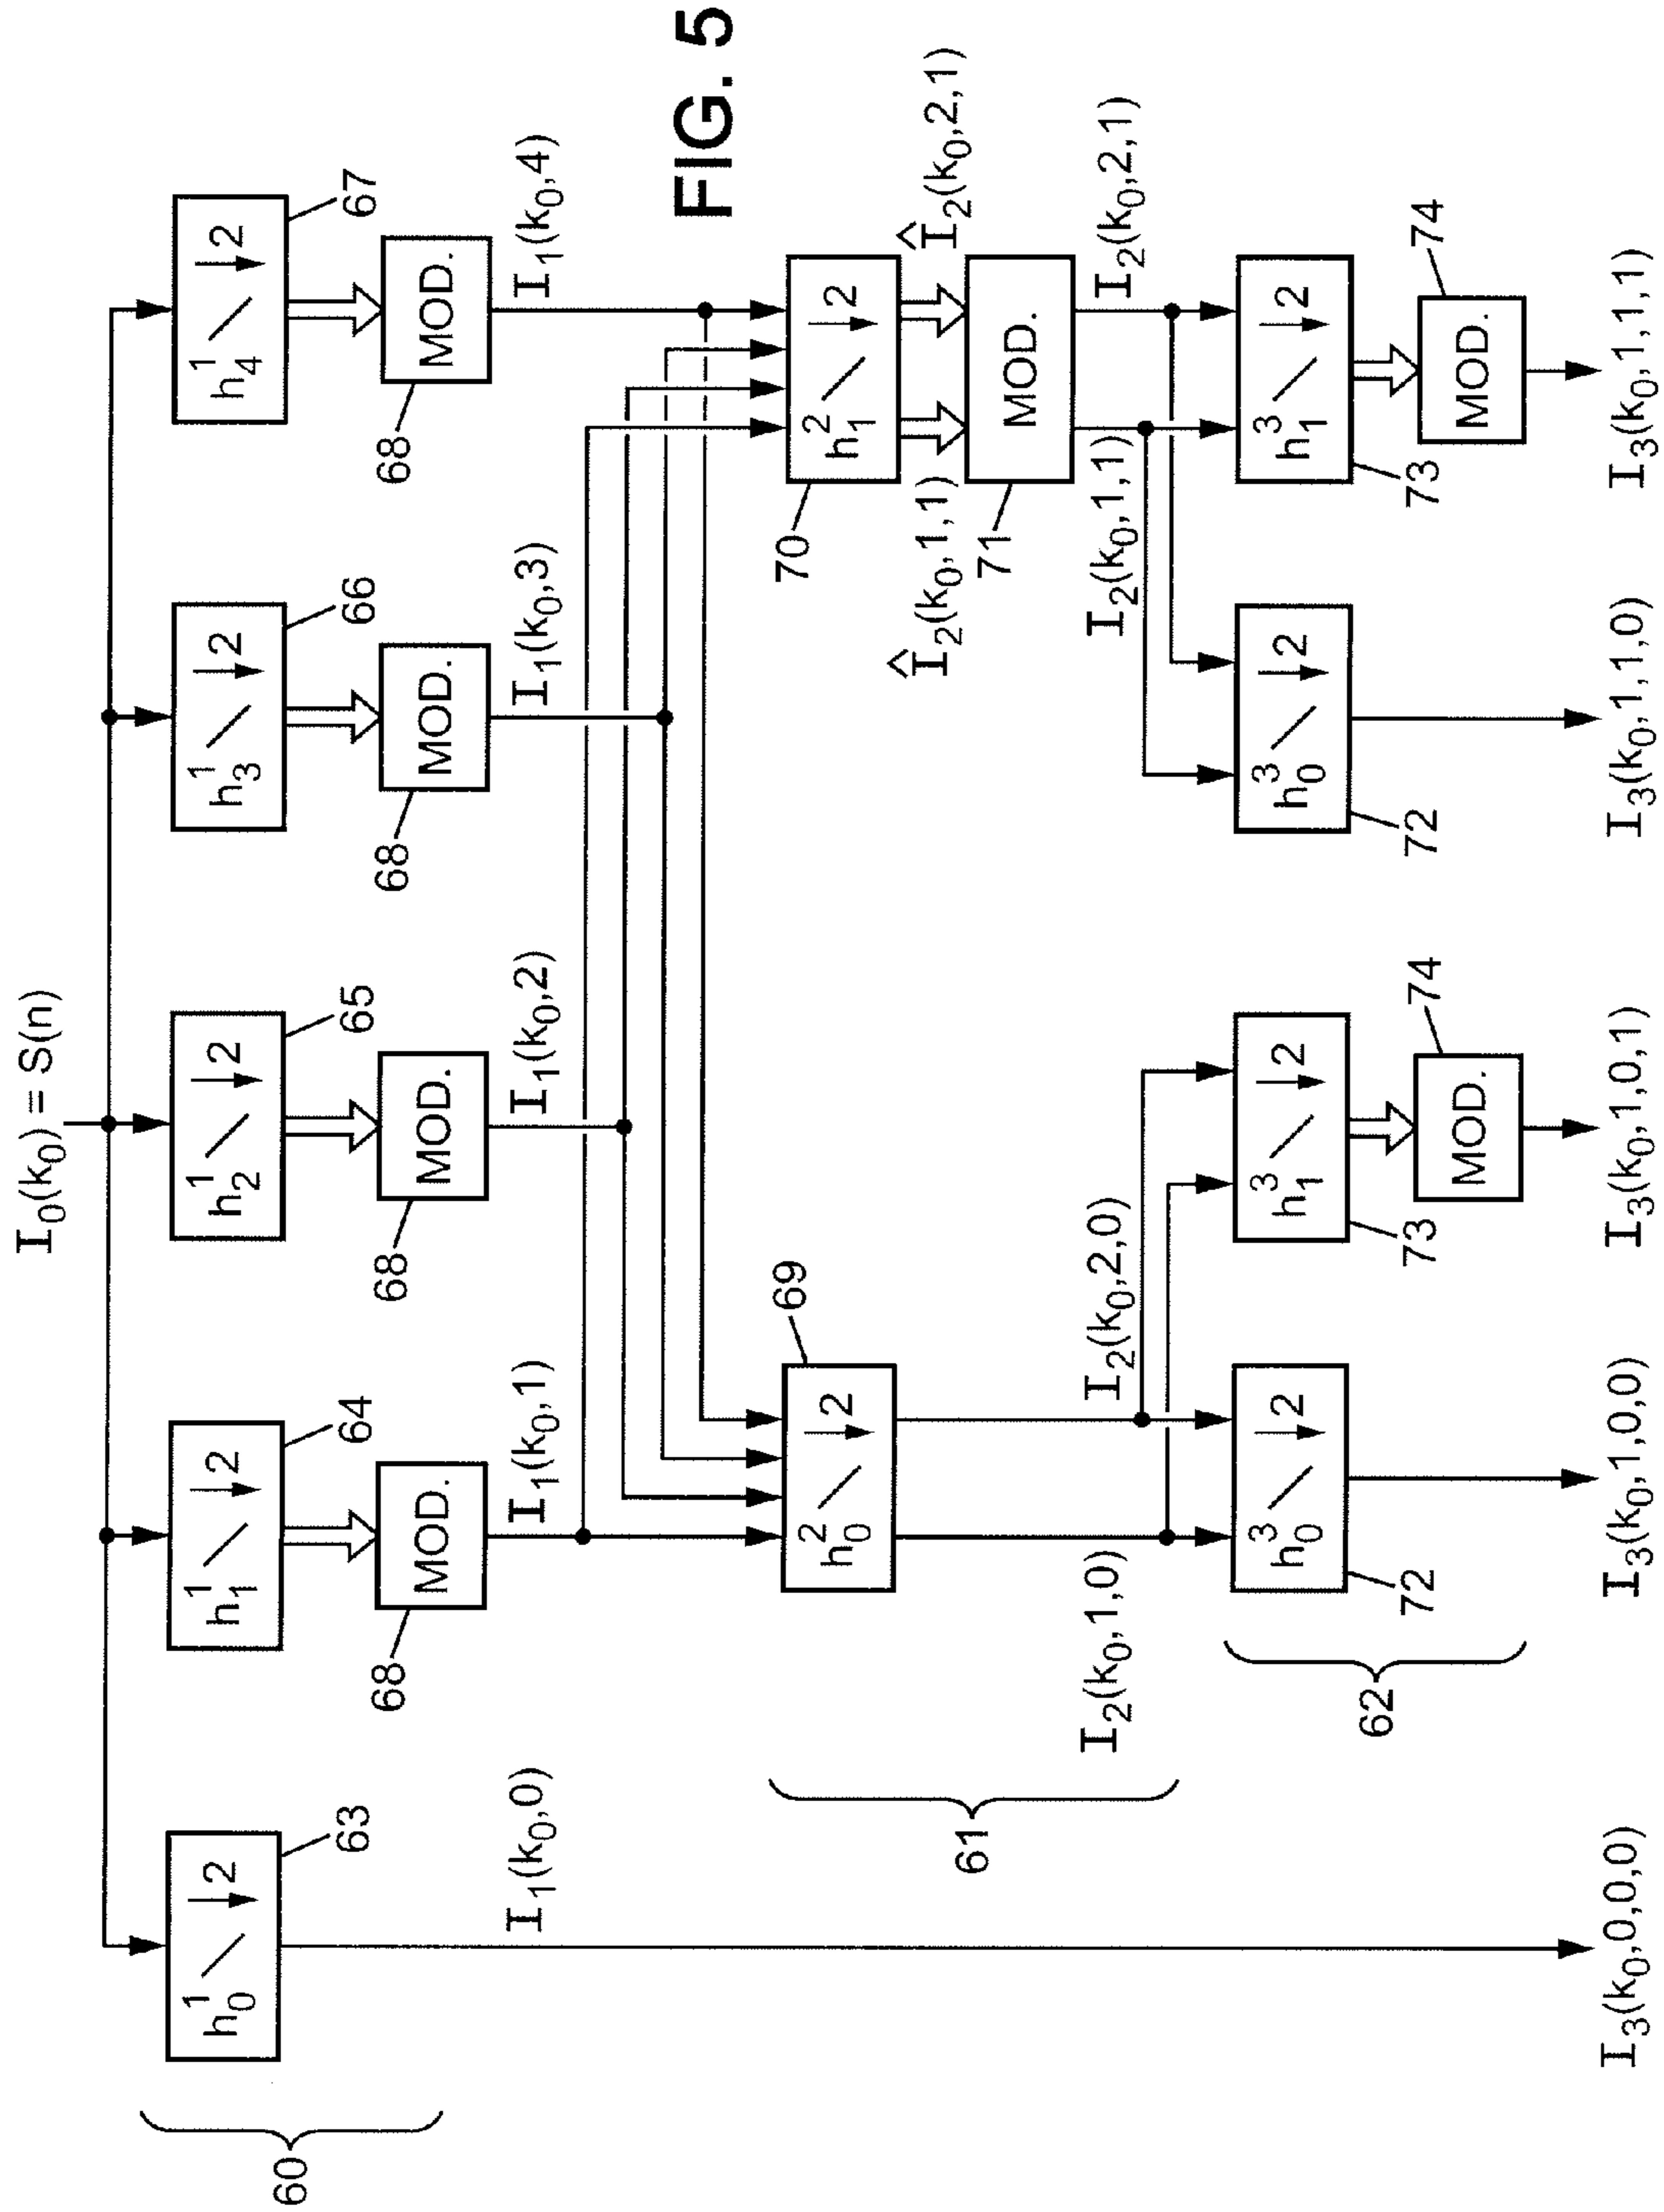 I₀(k₀) = S(n)
h₀¹ ↓2
63
h₁¹ ↓2
64
h₂¹ ↓2
65
h₃¹ ↓2
66
h₄¹ ↓2
67
60
MOD.
68
MOD.
68
MOD.
68
MOD.
68
I₁(k₀,0)
I₁(k₀,1)
I₁(k₀,2)
I₁(k₀,3)
I₁(k₀,4)
FIG. 5
h₀² ↓2
69
h₁² ↓2
70
Î₂(k₀,1,1)
Î₂(k₀,2,1)
MOD.
71
61
I₂(k₀,1,0)
I₂(k₀,2,0)
I₂(k₀,1,1)
I₂(k₀,2,1)
h₀³ ↓2
72
h₁³ ↓2
73
h₀³ ↓2
72
h₁³ ↓2
73
MOD.
74
MOD.
74
62
I₃(k₀,0,0,0)
I₃(k₀,1,0,0)
I₃(k₀,1,0,1)
I₃(k₀,1,1,0)
I₃(k₀,1,1,1)